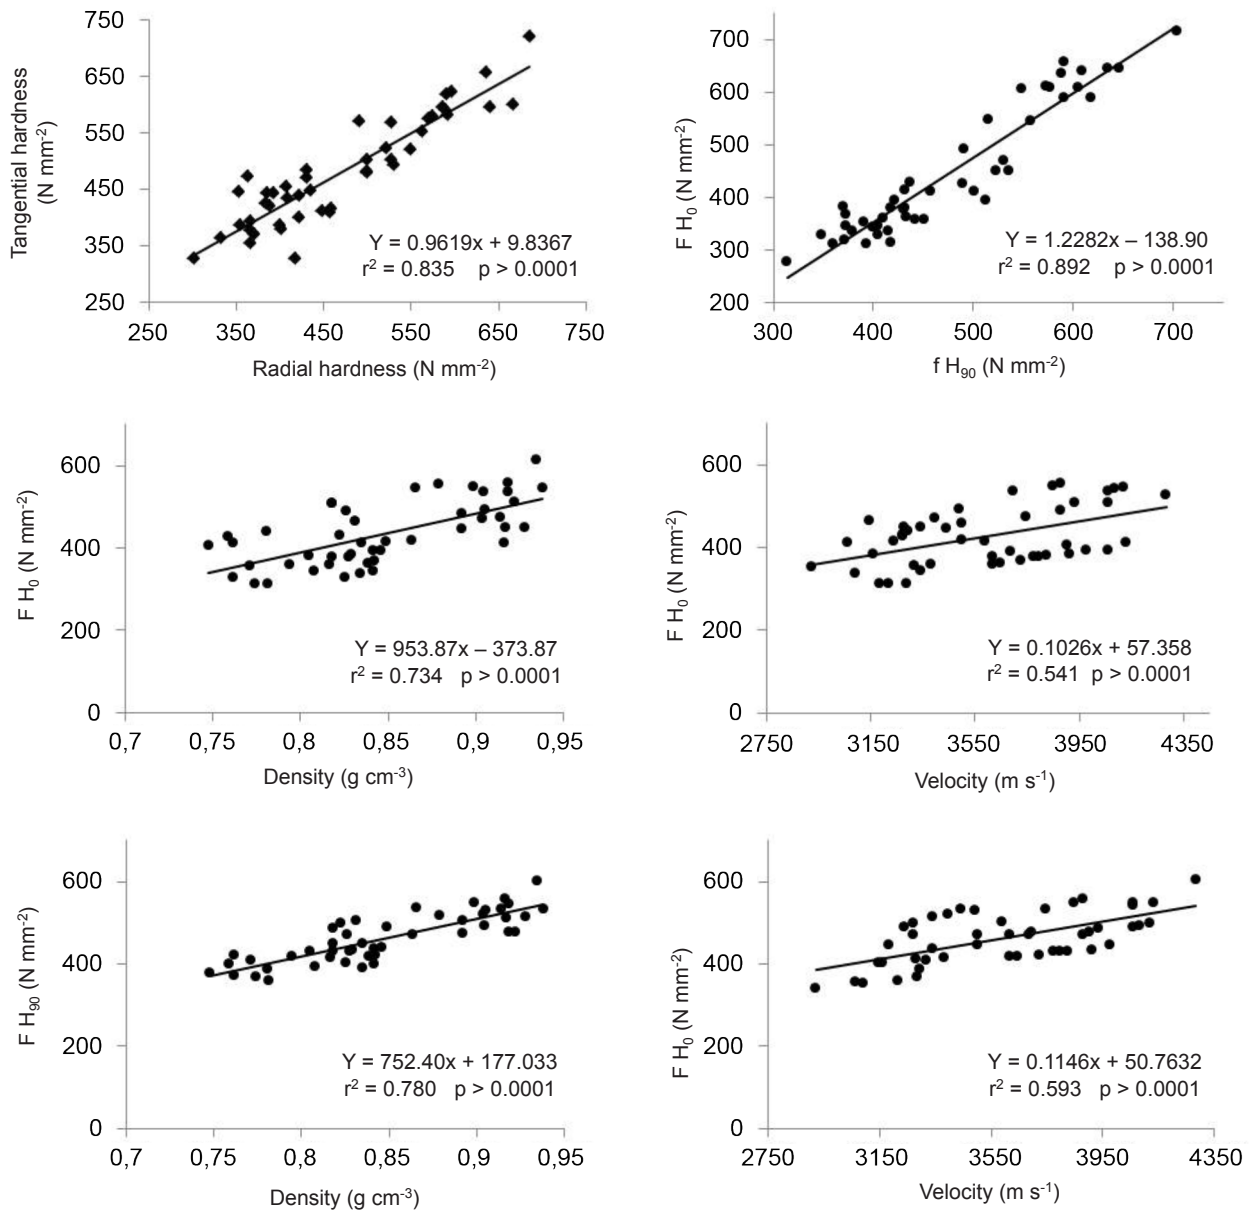 Tangential hardness
(N mm-2)
750
650
550
450
350
250
Y = 0.9619x + 9.8367
r2 = 0.835 p > 0.0001
250 350 450 550 650 750
Radial hardness (N mm-2)
F H0 (N mm-2)
700
600
500
400
300
200
Y = 1.2282x – 138.90
r2 = 0.892 p > 0.0001
300 400 500 600 700
f H90 (N mm-2)
F H0 (N mm-2)
600
400
200
0
Y = 953.87x – 373.87
r2 = 0.734 p > 0.0001
0,7 0,75 0,8 0,85 0,9 0,95
Density (g cm-3)
F H0 (N mm-2)
600
400
200
0
Y = 0.1026x + 57.358
r2 = 0.541 p > 0.0001
2750 3150 3550 3950 4350
Velocity (m s-1)
F H90 (N mm-2)
600
400
200
0
Y = 752.40x + 177.033
r2 = 0.780 p > 0.0001
0,7 0,75 0,8 0,85 0,9 0,95
Density (g cm-3)
F H0 (N mm-2)
600
400
200
0
Y = 0.1146x + 50.7632
r2 = 0.593 p > 0.0001
2750 3150 3550 3950 4350
Velocity (m s-1)